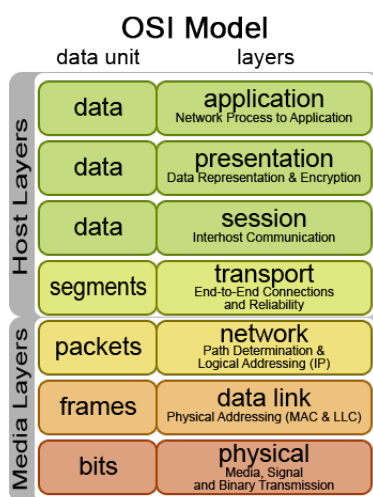 OSI Model
data unit layers
Host Layers
data application
Network Process to Application
data presentation
Data Representation & Encryption
data session
Interhost Communication
segments transport
End-to-End Connections
and Reliability
Media Layers
packets network
Path Determination &
Logical Addressing (IP)
frames data link
Physical Addressing (MAC & LLC)
bits physical
Media, Signal
and Binary Transmission